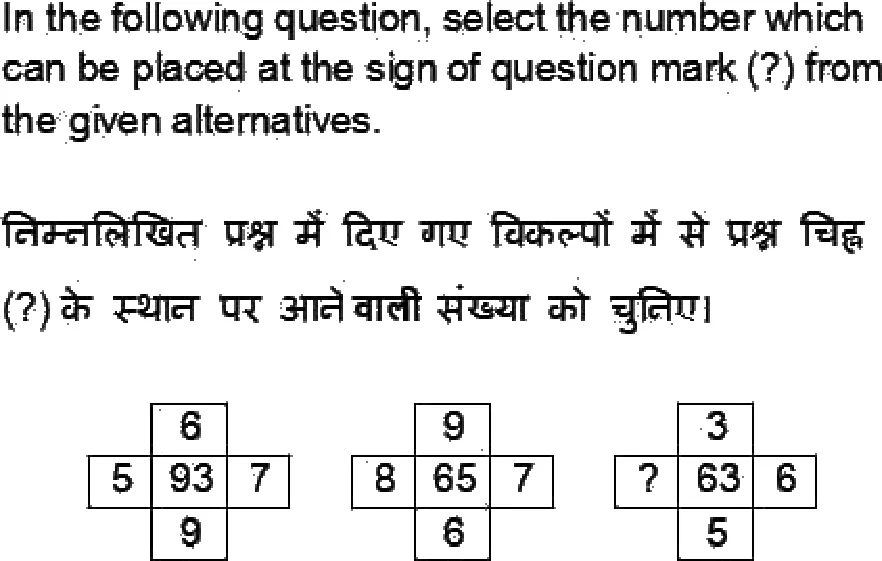 In the following question, select the number which
can be placed at the sign of question mark (?) from
the given alternatives.
निम्नलिखित प्रश्न में दिए गए विकल्पों में से प्रश्न चिह्न
(?) के स्थान पर आने वाली संख्या को चुनिए।
6 9 3
5 93 7 8 65 7 ? 63 6
9 6 5